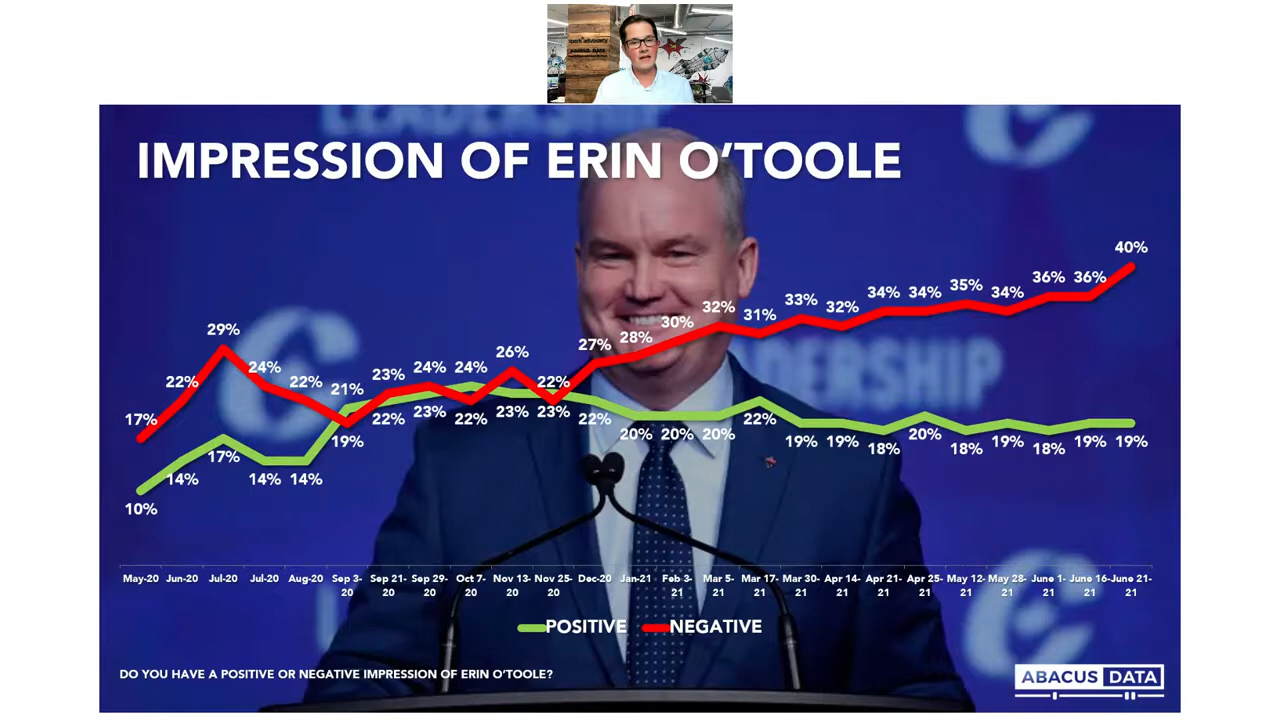 IMPRESSION OF ERIN O'TOOLE
40%
36% 36%
35%
34% 34% 34%
33%
32% 32%
31%
30%
29%
28%
27%
26%
24% 24% 24%
23%
22% 22% 22%
21%
17%
23% 23% 23%
22% 22% 22% 22%
20% 20% 20% 20%
19% 19% 19% 19% 19% 19%
18% 18% 18%
17%
14% 14% 14%
10%
May-20 Jun-20 Jul-20 Jul-20 Aug-20 Sep 3-20 Sep 21-20 Sep 29-20 Oct 7-20 Nov 13-20 Nov 25-20 Dec-20 Jan-21 Feb 3-21 Mar 5-21 Mar 17-21 Mar 30-21 Apr 14-21 Apr 21-21 Apr 25-21 May 12-21 May 28-21 June 1-21 June 16-21 June 21-21
POSITIVE NEGATIVE
DO YOU HAVE A POSITIVE OR NEGATIVE IMPRESSION OF ERIN O'TOOLE?
ABACUS DATA